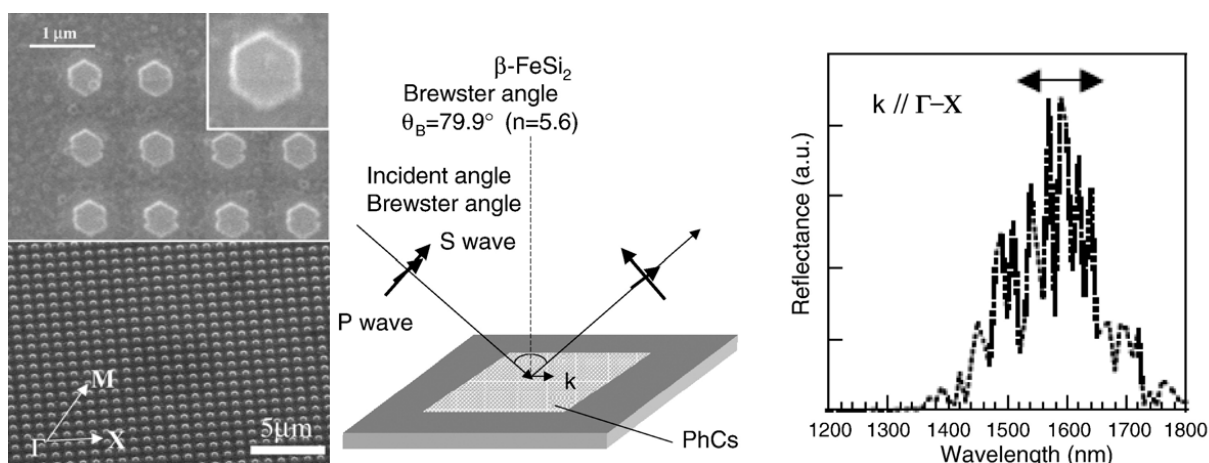 1 μm
M
Γ
X
5μm
β-FeSi₂
Brewster angle
θ_B=79.9° (n=5.6)
Incident angle
Brewster angle
S wave
P wave
k
PhCs
k // Γ–X
Reflectance (a.u.)
1200 1300 1400 1500 1600 1700 1800
Wavelength (nm)